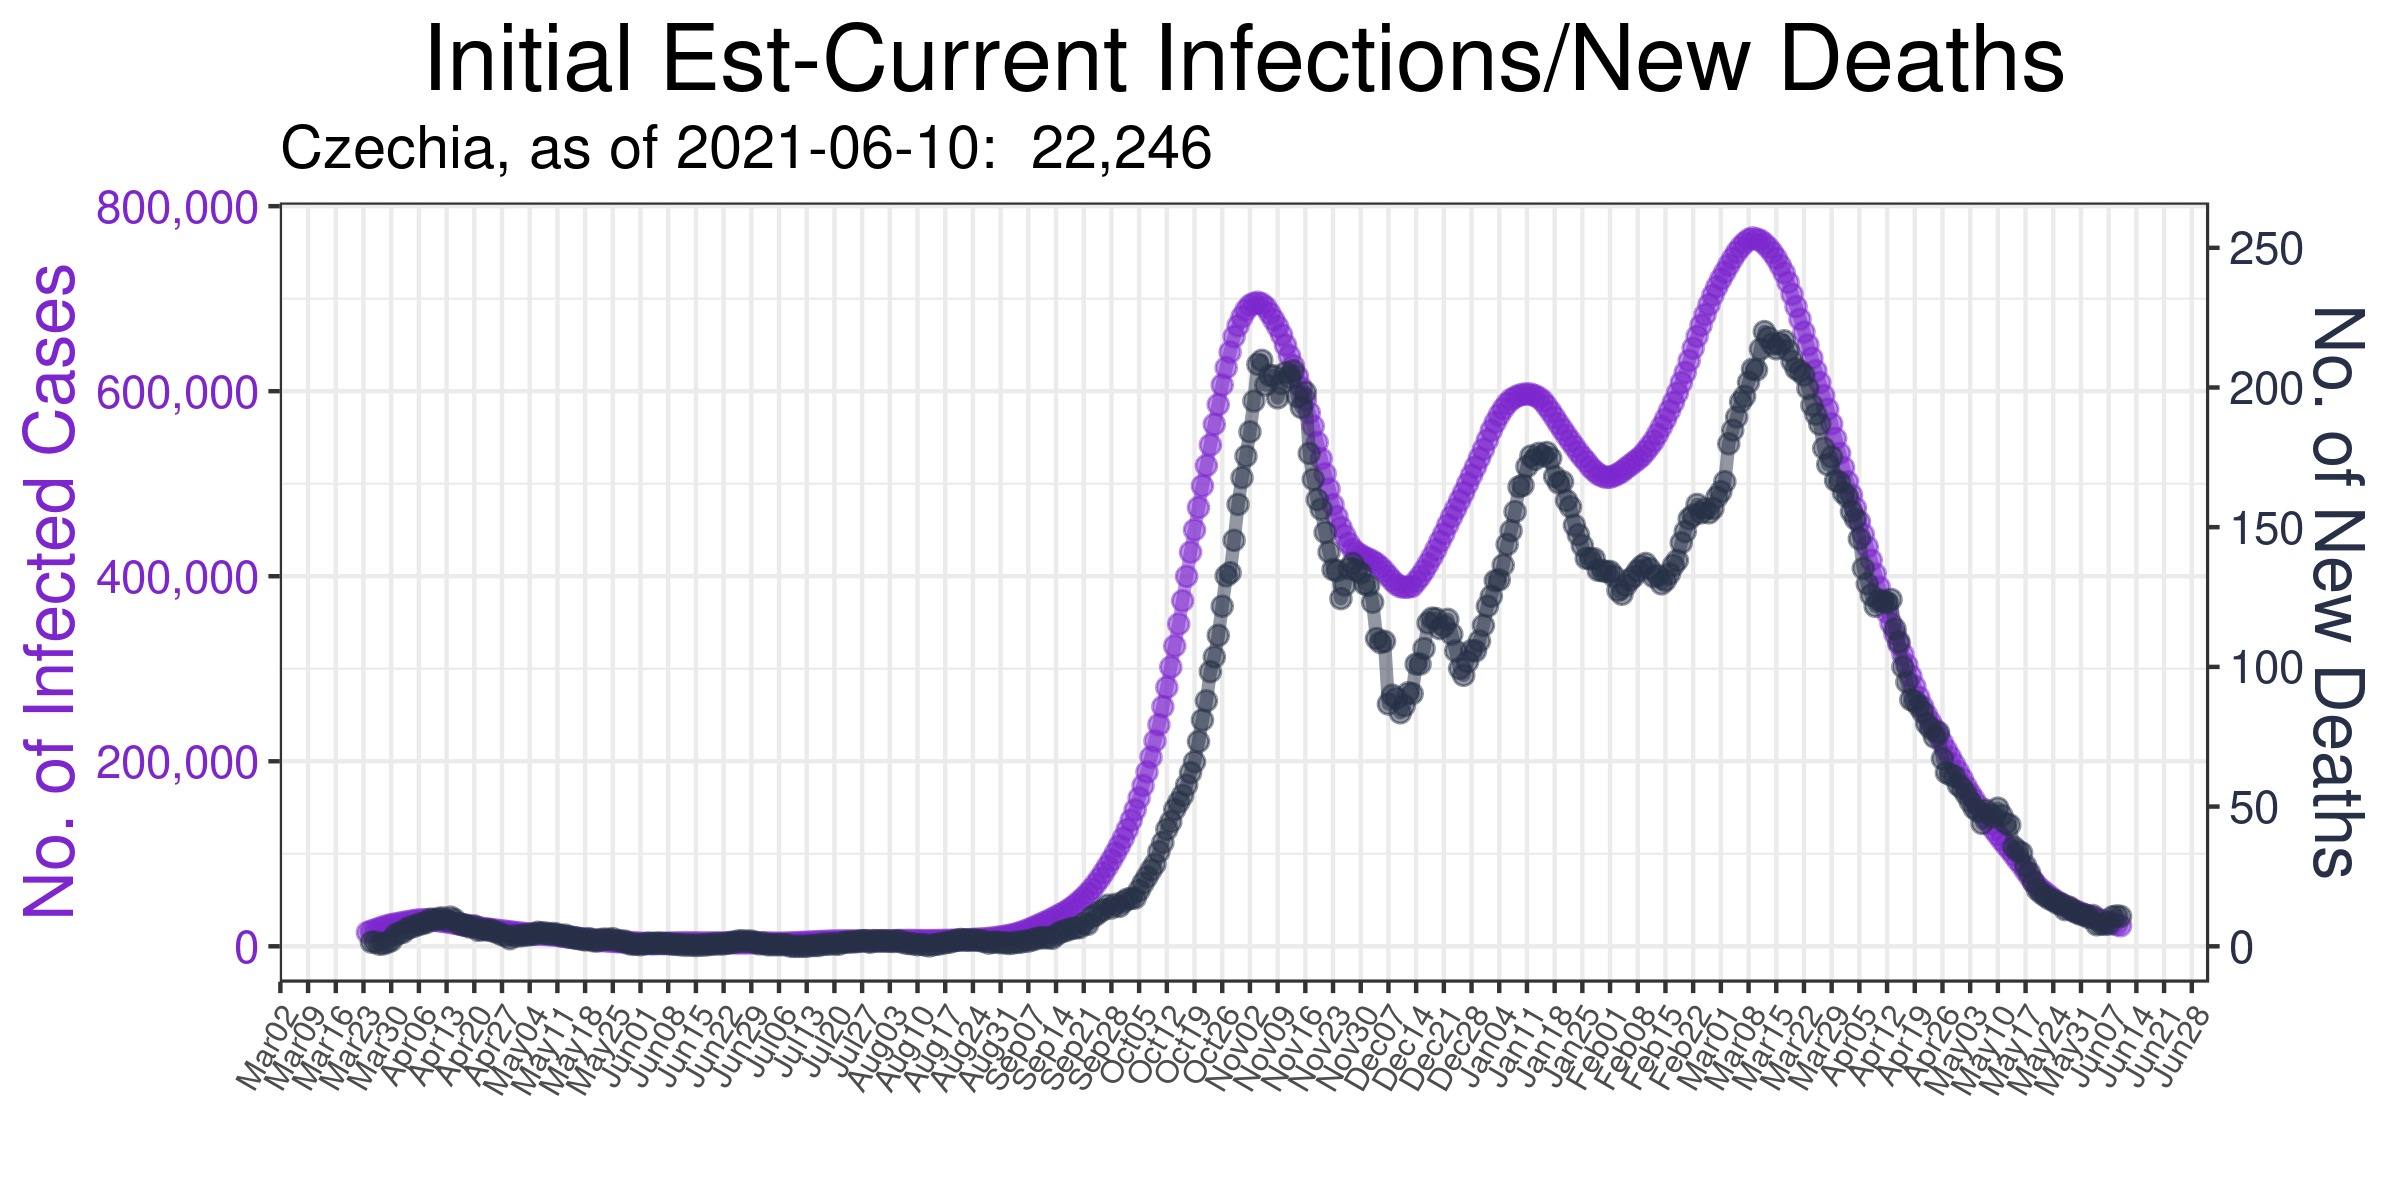 Initial Est-Current Infections/New Deaths
Czechia, as of 2021-06-10:  22,246
No. of Infected Cases
800,000
600,000
400,000
200,000
0
No. of New Deaths
250
200
150
100
50
0
Mar02
Mar09
Mar16
Mar23
Mar30
Apr06
Apr13
Apr20
Apr27
May04
May11
May18
May25
Jun01
Jun08
Jun15
Jun22
Jun29
Jul06
Jul13
Jul20
Jul27
Aug03
Aug10
Aug17
Aug24
Aug31
Sep07
Sep14
Sep21
Sep28
Oct05
Oct12
Oct19
Oct26
Nov02
Nov09
Nov16
Nov23
Nov30
Dec07
Dec14
Dec21
Dec28
Jan04
Jan11
Jan18
Jan25
Feb01
Feb08
Feb15
Feb22
Mar01
Mar08
Mar15
Mar22
Mar29
Apr05
Apr12
Apr19
Apr26
May03
May10
May17
May24
May31
Jun07
Jun14
Jun21
Jun28